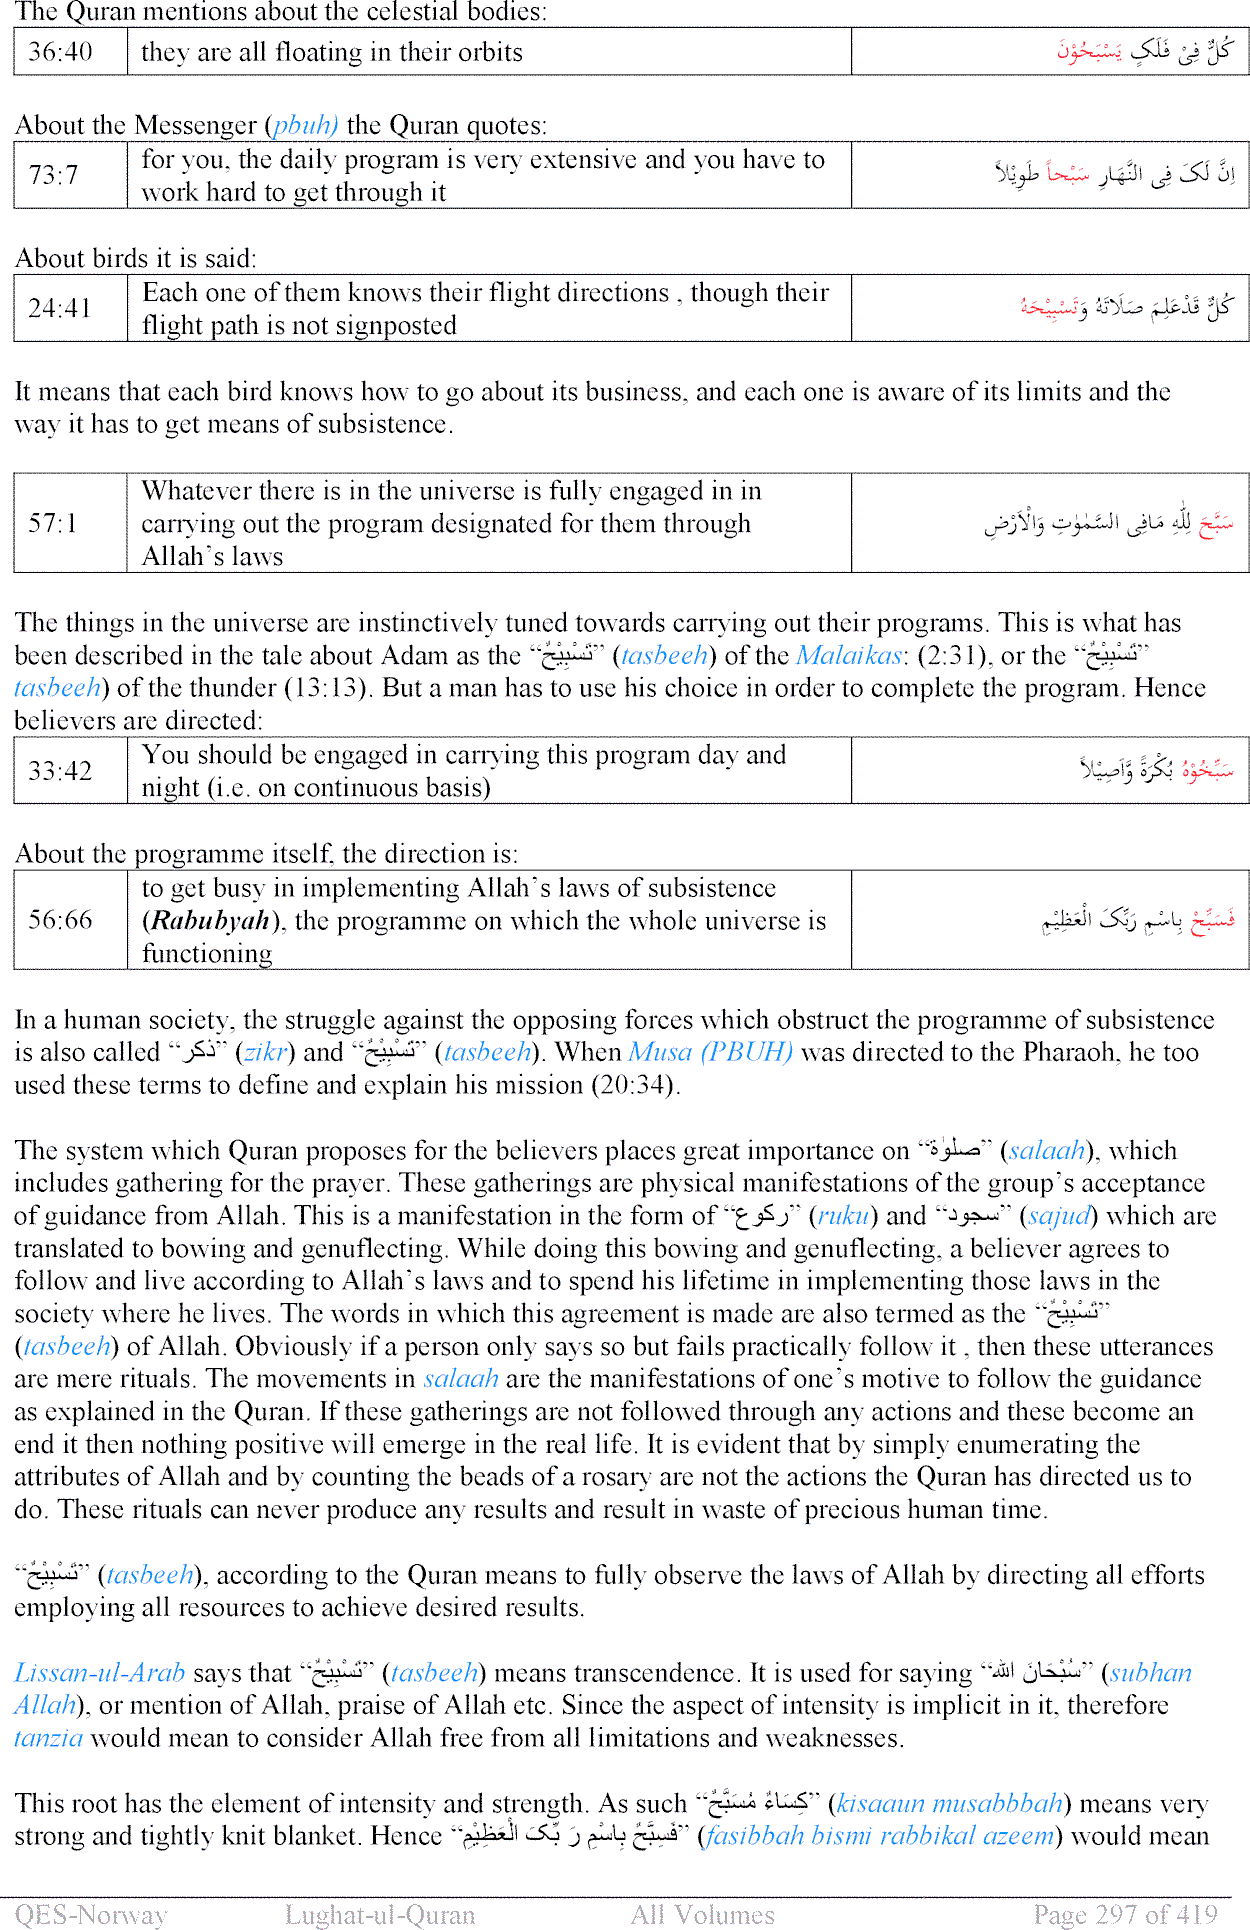 The Quran mentions about the celestial bodies:
36:40 they are all floating in their orbits کُلٌّ فِیْ فَلَکٍ یَسْبَحُوْنَ
About the Messenger (pbuh) the Quran quotes:
73:7 for you, the daily program is very extensive and you have to
work hard to get through it اِنَّ لَکَ فِی النَّهَارِ سَبْحاً طَوِیْلاً
About birds it is said:
24:41 Each one of them knows their flight directions , though their
flight path is not signposted کُلٌّ قَدْعَلِمَ صَلَاتَهُ وَتَسْبِیْحَهُ
It means that each bird knows how to go about its business, and each one is aware of its limits and the
way it has to get means of subsistence.
57:1 Whatever there is in the universe is fully engaged in in
carrying out the program designated for them through
Allah’s laws سَبَّحَ لِلّٰهِ مَافِی السَّمٰوٰتِ وَالْاَرْضِ
The things in the universe are instinctively tuned towards carrying out their programs. This is what has
been described in the tale about Adam as the “تَسْبِیْحٌ” (tasbeeh) of the Malaikas: (2:31), or the “تَسْبِیْحٌ”
tasbeeh) of the thunder (13:13). But a man has to use his choice in order to complete the program. Hence
believers are directed:
33:42 You should be engaged in carrying this program day and
night (i.e. on continuous basis) سَبِّحُوْهُ بُکْرَةً وَّاَصِیْلاً
About the programme itself, the direction is:
56:66 to get busy in implementing Allah’s laws of subsistence
(Rabubyah), the programme on which the whole universe is
functioning فَسَبِّحْ بِاسْمِ رَبِّکَ الْعَظِیْمِ
In a human society, the struggle against the opposing forces which obstruct the programme of subsistence
is also called “ذکر” (zikr) and “تَسْبِیْحٌ” (tasbeeh). When Musa (PBUH) was directed to the Pharaoh, he too
used these terms to define and explain his mission (20:34).
The system which Quran proposes for the believers places great importance on “صلوٰة” (salaah), which
includes gathering for the prayer. These gatherings are physical manifestations of the group’s acceptance
of guidance from Allah. This is a manifestation in the form of “رکوع” (ruku) and “سجود” (sajud) which are
translated to bowing and genuflecting. While doing this bowing and genuflecting, a believer agrees to
follow and live according to Allah’s laws and to spend his lifetime in implementing those laws in the
society where he lives. The words in which this agreement is made are also termed as the “تَسْبِیْحٌ”
(tasbeeh) of Allah. Obviously if a person only says so but fails practically follow it , then these utterances
are mere rituals. The movements in salaah are the manifestations of one’s motive to follow the guidance
as explained in the Quran. If these gatherings are not followed through any actions and these become an
end it then nothing positive will emerge in the real life. It is evident that by simply enumerating the
attributes of Allah and by counting the beads of a rosary are not the actions the Quran has directed us to
do. These rituals can never produce any results and result in waste of precious human time.
“تَسْبِیْحٌ” (tasbeeh), according to the Quran means to fully observe the laws of Allah by directing all efforts
employing all resources to achieve desired results.
Lissan-ul-Arab says that “تَسْبِیْحٌ” (tasbeeh) means transcendence. It is used for saying “سُبْحَانَ الله” (subhan
Allah), or mention of Allah, praise of Allah etc. Since the aspect of intensity is implicit in it, therefore
tanzia would mean to consider Allah free from all limitations and weaknesses.
This root has the element of intensity and strength. As such “کِسَاءٌ مُسَبَّحٌ” (kisaaun musabbbah) means very
strong and tightly knit blanket. Hence “فَسِبَّحٌ بِاسْمِ رَ بِّکَ الْعَظِیْمِ” (fasibbah bismi rabbikal azeem) would mean
QES-Norway Lughat-ul-Quran All Volumes Page 297 of 419